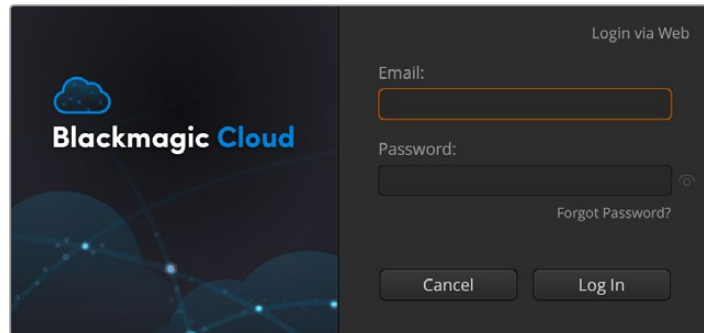 Login via Web
Email:
Blackmagic Cloud
Password:
Forgot Password?
Cancel
Log In